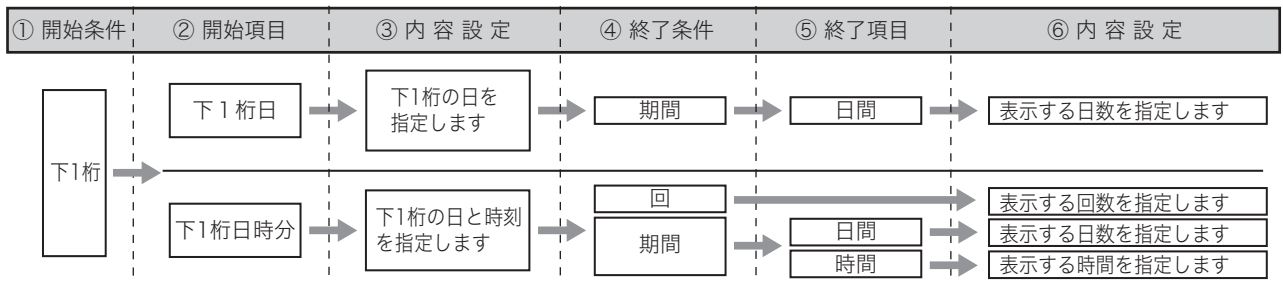 ① 開始条件 ② 開始項目 ③ 内 容 設 定 ④ 終了条件 ⑤ 終了項目 ⑥ 内 容 設 定
下1桁
下 1 桁日
下1桁の日を
指定します
期間
日間
表示する日数を指定します
下1桁日時分
下1桁の日と時刻
を指定します
回
表示する回数を指定します
期間
日間
表示する日数を指定します
時間
表示する時間を指定します